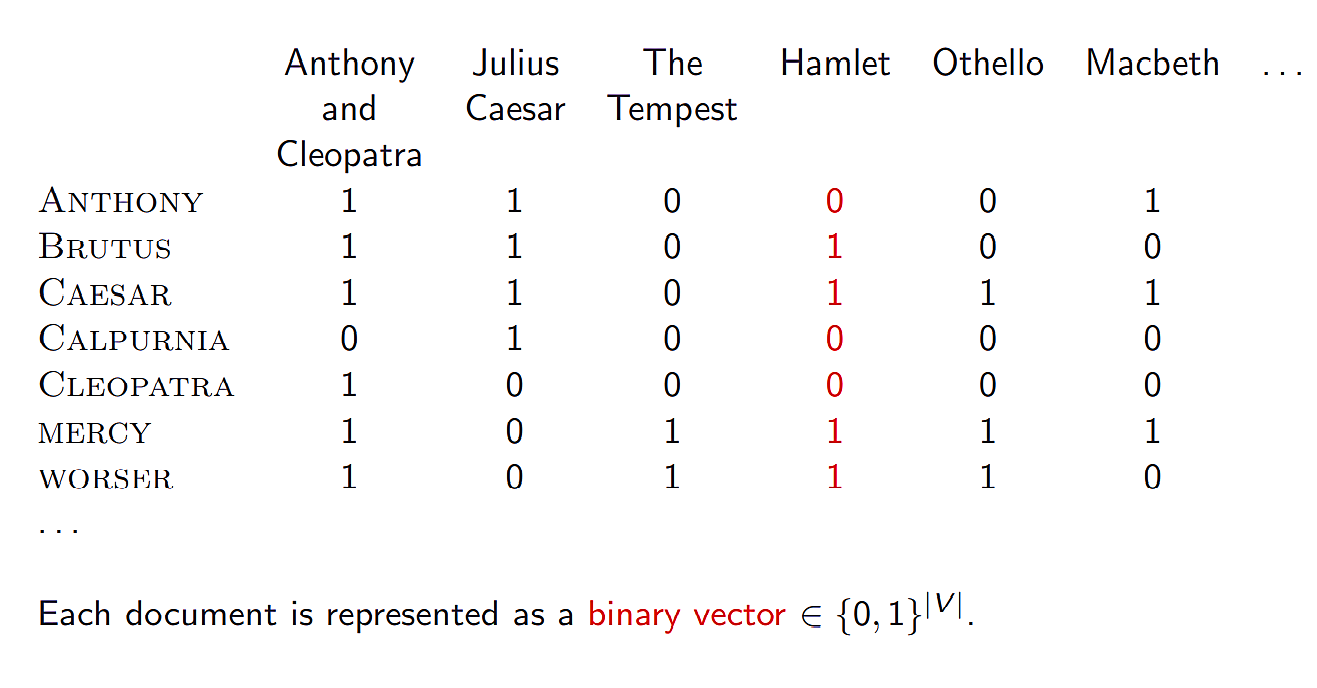 Anthony Julius The Hamlet Othello Macbeth ...
and Caesar Tempest
Cleopatra
ANTHONY 1 1 0 0 0 1
BRUTUS 1 1 0 1 0 0
CAESAR 1 1 0 1 1 1
CALPURNIA 0 1 0 0 0 0
CLEOPATRA 1 0 0 0 0 0
MERCY 1 0 1 1 1 1
WORSER 1 0 1 1 1 0
...
Each document is represented as a binary vector ∈ {0, 1}^|V|.